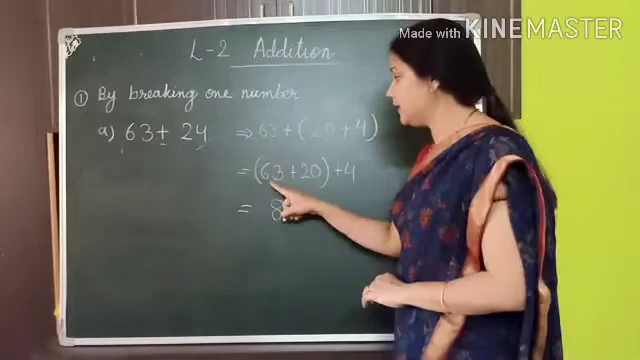 Made with KINEMASTER
L-2 Addition
① By breaking one number
a) 63 + 24 ⇒ 63 + (20 + 4)
= (63 + 20) + 4
= 8